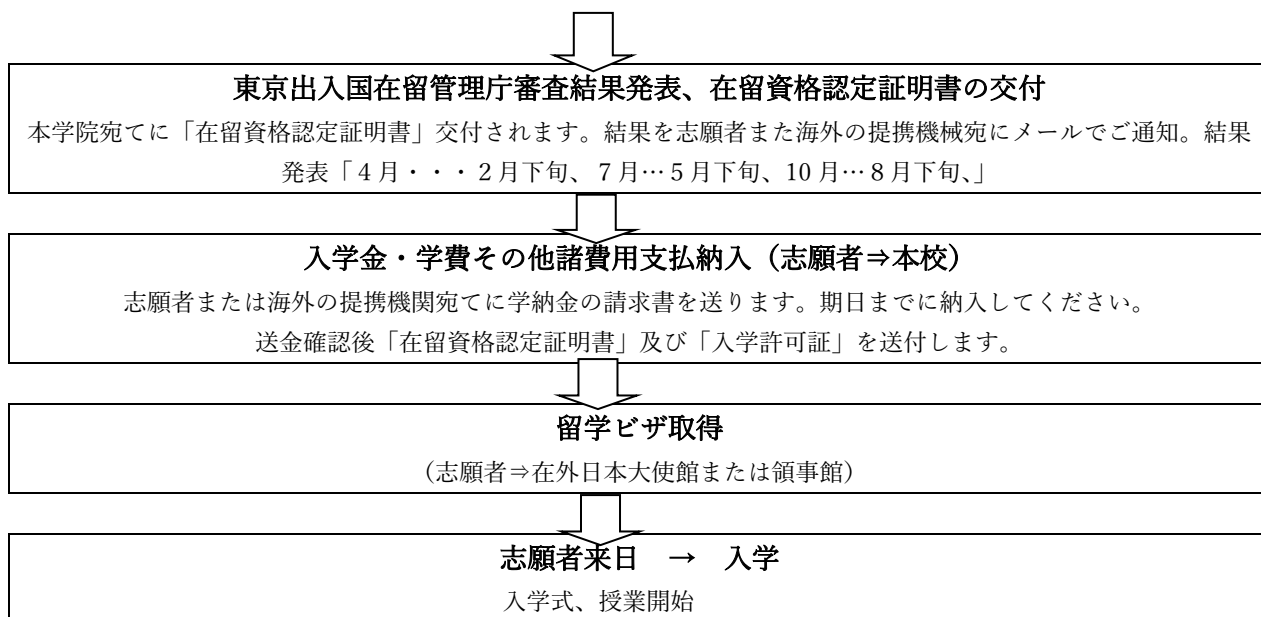 東京出入国在留管理庁審査結果発表、在留資格認定証明書の交付
本学院宛てに「在留資格認定証明書」交付されます。結果を志願者また海外の提携機械宛にメールでご通知。結果
発表「４月・・・２月下旬、７月…５月下旬、10 月…８月下旬、」
入学金・学費その他諸費用支払納入（志願者⇒本校）
志願者または海外の提携機関宛てに学納金の請求書を送ります。期日までに納入してください。
送金確認後「在留資格認定証明書」及び「入学許可証」を送付します。
留学ビザ取得
（志願者⇒在外日本大使館または領事館）
志願者来日　→　入学
入学式、授業開始